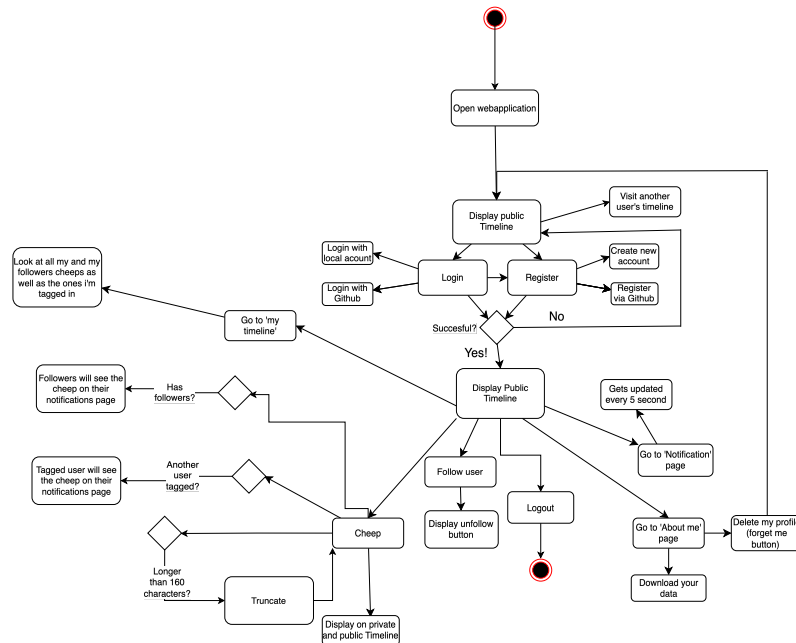 Open webapplication
Visit another
user's timeline
Display public
Timeline
Login with
local acount
Create new
account
Look at all my and my
followers cheeps as
well as the ones i'm
tagged in
Login
Register
Login with
Github
Register
via Github
Go to 'my
timeline'
Succesful?
No
Yes!
Followers will see the
cheep on their
notifications page
Has
followers?
Display Public
Timeline
Gets updated
every 5 second
Go to 'Notification'
page
Tagged user will see
the cheep on their
notifications page
Another
user
tagged?
Follow user
Logout
Display unfollow
button
Cheep
Go to 'About me'
page
Delete my profile
(forget me
button)
Longer
than 160
characters?
Truncate
Download your
data
Display on private
and public Timeline